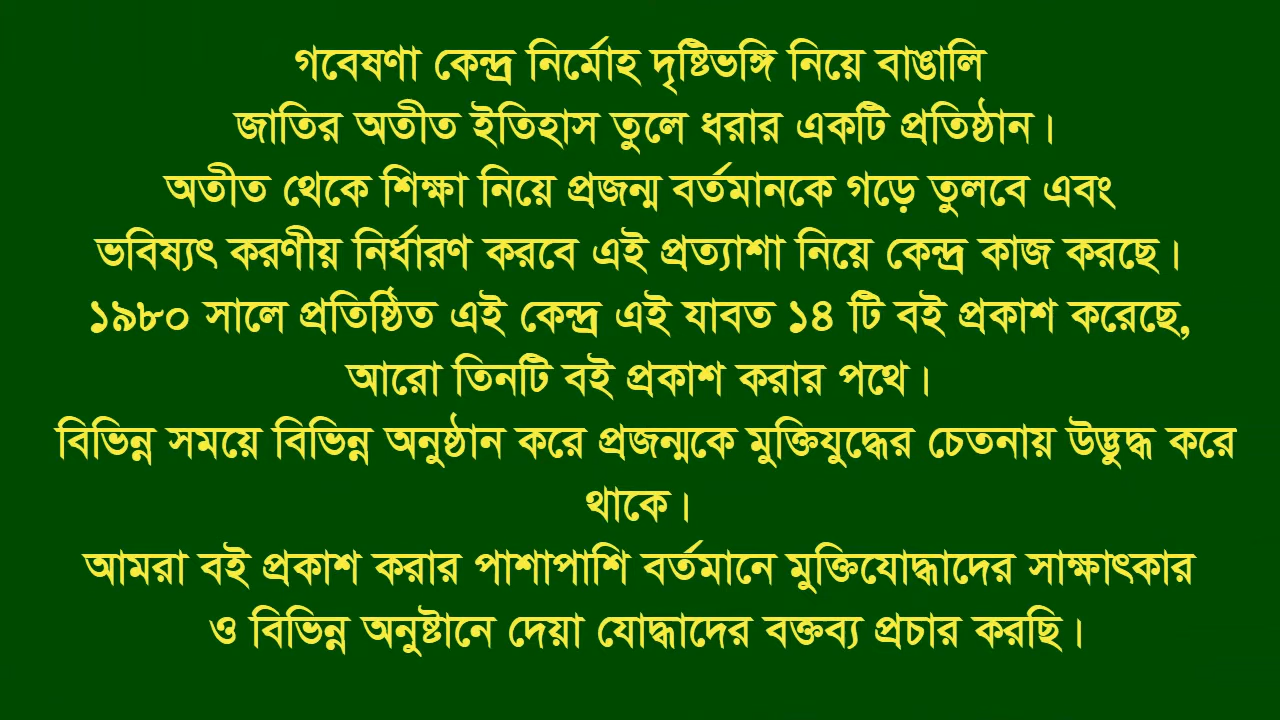 গবেষণা কেন্দ্র নির্মোহ দৃষ্টিভঙ্গি নিয়ে বাঙালি
জাতির অতীত ইতিহাস তুলে ধরার একটি প্রতিষ্ঠান।
অতীত থেকে শিক্ষা নিয়ে প্রজন্ম বর্তমানকে গড়ে তুলবে এবং
ভবিষ্যৎ করণীয় নির্ধারণ করবে এই প্রত্যাশা নিয়ে কেন্দ্র কাজ করছে।
১৯৮০ সালে প্রতিষ্ঠিত এই কেন্দ্র এই যাবত ১৪ টি বই প্রকাশ করেছে,
আরো তিনটি বই প্রকাশ করার পথে।
বিভিন্ন সময়ে বিভিন্ন অনুষ্ঠান করে প্রজন্মকে মুক্তিযুদ্ধের চেতনায় উদ্ভুদ্ধ করে
থাকে।
আমরা বই প্রকাশ করার পাশাপাশি বর্তমানে মুক্তিযোদ্ধাদের সাক্ষাৎকার
ও বিভিন্ন অনুষ্টানে দেয়া যোদ্ধাদের বক্তব্য প্রচার করছি।